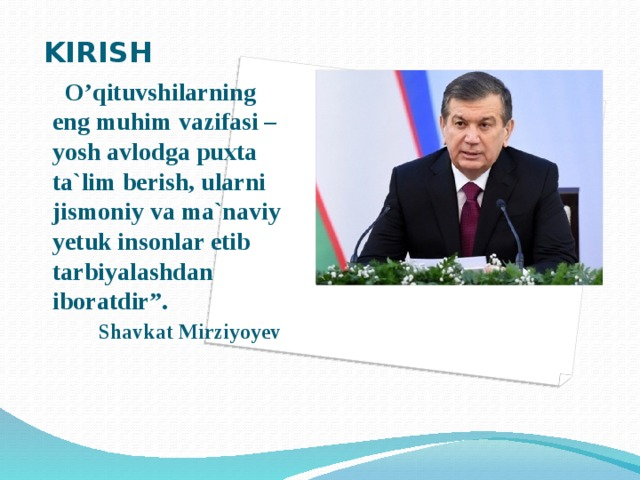 KIRISH
O’qituvshilarning
eng muhim vazifasi –
yosh avlodga puxta
ta`lim berish, ularni
jismoniy va ma`naviy
yetuk insonlar etib
tarbiyalashdan
iboratdir”.
Shavkat Mirziyoyev